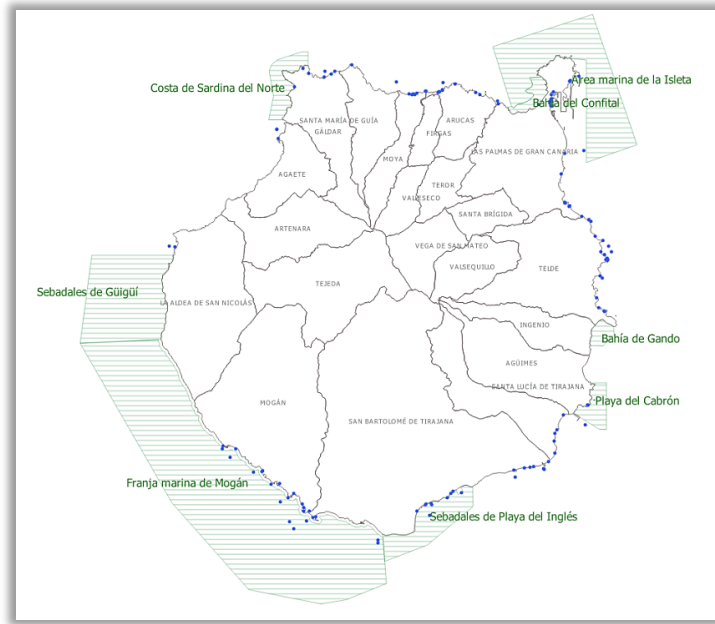 Área marina de la Isleta
Costa de Sardina del Norte
Bahía del Confital
SANTA MARÍA DE GUÍA
ARUCAS
GÁLDAR
FIRGAS
LAS PALMAS DE GRAN CANARIA
MOYA
AGAETE
TEROR
VALLESECO
SANTA BRÍGIDA
ARTENARA
VEGA DE SAN MATEO
VALSEQUILLO
TELDE
TEJEDA
Sebadales de Güigüí
LA ALDEA DE SAN NICOLÁS
INGENIO
Bahía de Gando
AGÜIMES
SANTA LUCÍA DE TIRAJANA
Playa del Cabrón
MOGÁN
SAN BARTOLOMÉ DE TIRAJANA
Franja marina de Mogán
Sebadales de Playa del Inglés